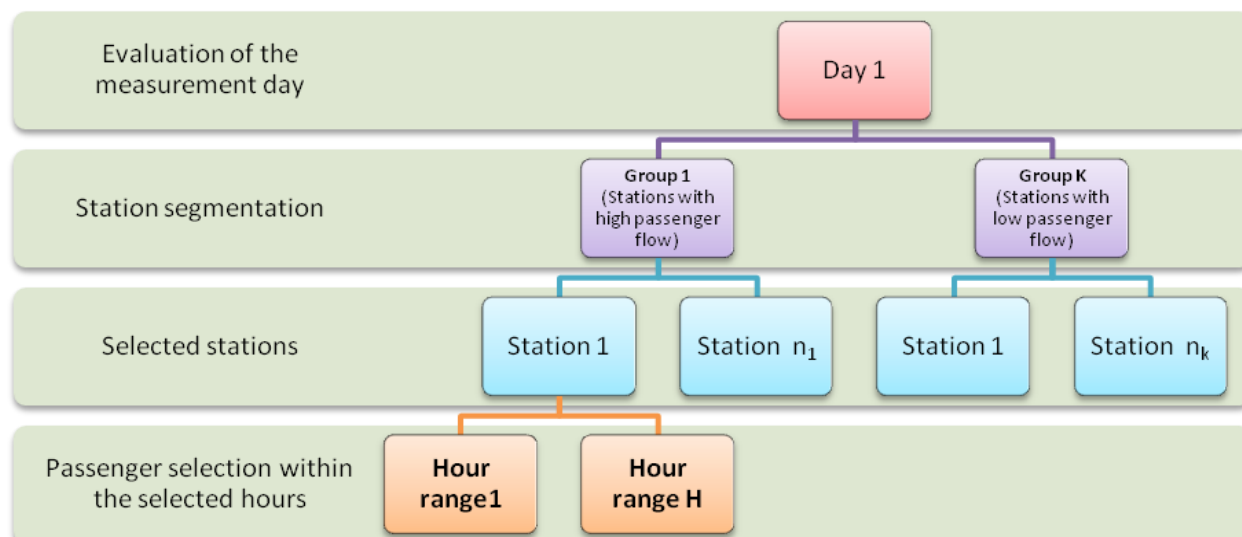 Evaluation of the
measurement day
Day 1
Station segmentation
Group 1
(Stations with
high passenger
flow)
Group K
(Stations with
low passenger
flow)
Selected stations
Station 1
Station n₁
Station 1
Station nₖ
Passenger selection within
the selected hours
Hour
range1
Hour
range H